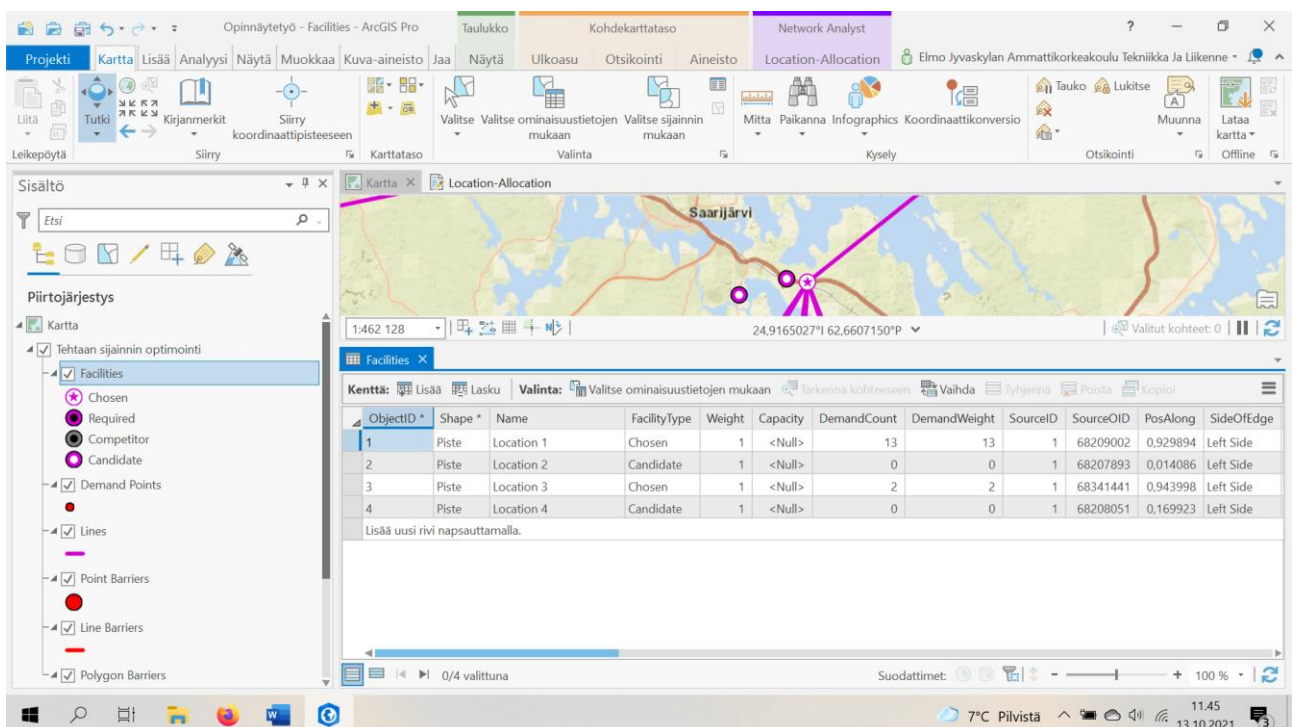 Opinnäytetyö - Facilities - ArcGIS Pro
Taulukko
Kohdekarttataso
Network Analyst
?
Projekti
Kartta
Lisää
Analyysi
Näytä
Muokkaa
Kuva-aineisto
Jaa
Näytä
Ulkoasu
Otsikointi
Aineisto
Location-Allocation
Elmo Jyvaskylan Ammattikorkeakoulu Tekniikka Ja Liikenne
Liitä
Tutki
Kirjanmerkit
Siirry koordinaattipisteeseen
Valitse
Valitse ominaisuustietojen mukaan
Valitse sijainnin mukaan
Mitta
Paikanna
Infographics
Koordinaattikonversio
Tauko
Lukitse
Muunna
Lataa kartta
Leikepöytä
Siirry
Karttataso
Valinta
Kysely
Otsikointi
Offline
Sisältö
Etsi
Piirtojärjestys
Kartta
Tehtaan sijainnin optimointi
Facilities
Chosen
Required
Competitor
Candidate
Demand Points
Lines
Point Barriers
Line Barriers
Polygon Barriers
Kartta
Location-Allocation
Saarijärvi
1:462 128
24,9165027°I 62,6607150°P
Valitut kohteet: 0
Facilities
Kenttä: Lisää Lasku Valinta: Valitse ominaisuustietojen mukaan Tarkenna kohteeseen Vaihda Tyhjennä Poista Kopioi
ObjectID * Shape * Name FacilityType Weight Capacity DemandCount DemandWeight SourceID SourceOID PosAlong SideOfEdge
1 Piste Location 1 Chosen 1 <Null> 13 13 1 68209002 0,929894 Left Side
2 Piste Location 2 Candidate 1 <Null> 0 0 1 68207893 0,014086 Left Side
3 Piste Location 3 Chosen 1 <Null> 2 2 1 68341441 0,943998 Left Side
4 Piste Location 4 Candidate 1 <Null> 0 0 1 68208051 0,169923 Left Side
Lisää uusi rivi napsauttamalla.
0/4 valittuna
Suodattimet:
100 %
7°C Pilvistä
11.45
13.10.2021
3